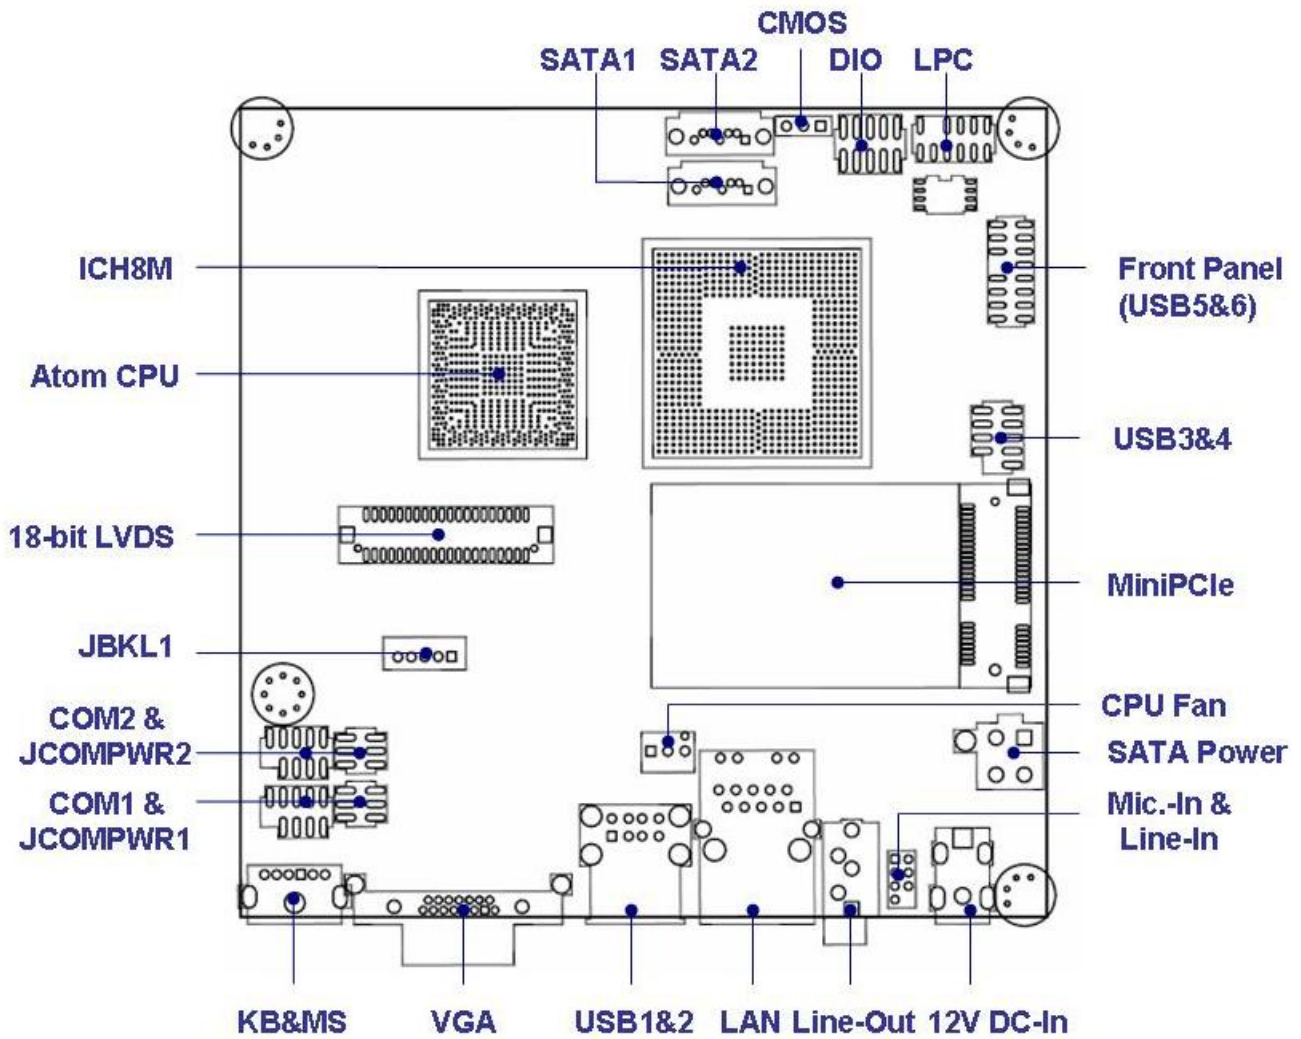 CMOS
SATA1 SATA2 DIO LPC
ICH8M
Front Panel
(USB5&6)
Atom CPU
USB3&4
18-bit LVDS
MiniPCIe
JBKL1
CPU Fan
COM2 &
JCOMPWR2
SATA Power
COM1 &
JCOMPWR1
Mic.-In &
Line-In
KB&MS VGA USB1&2 LAN Line-Out 12V DC-In